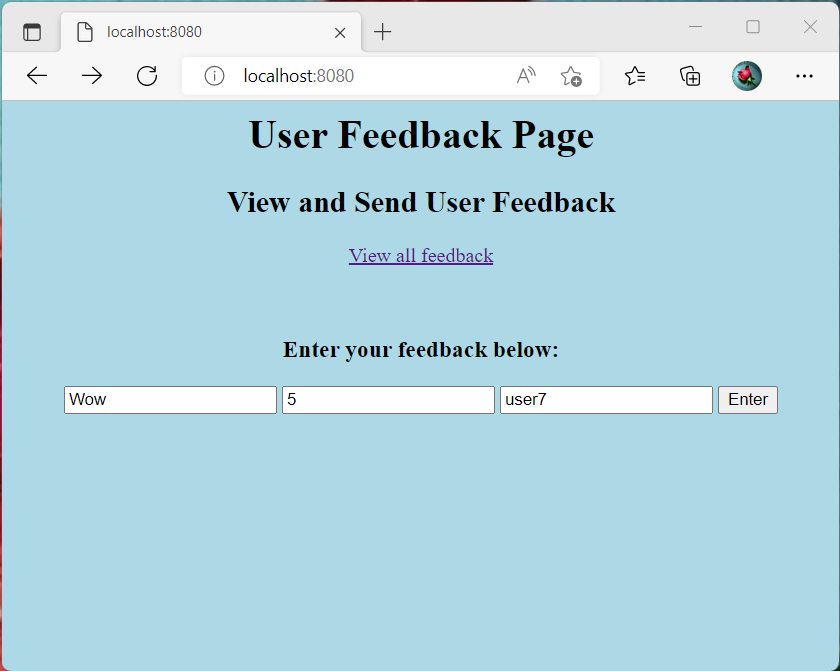 localhost:8080
localhost:8080
User Feedback Page
View and Send User Feedback
View all feedback
Enter your feedback below:
Wow 5 user7 Enter